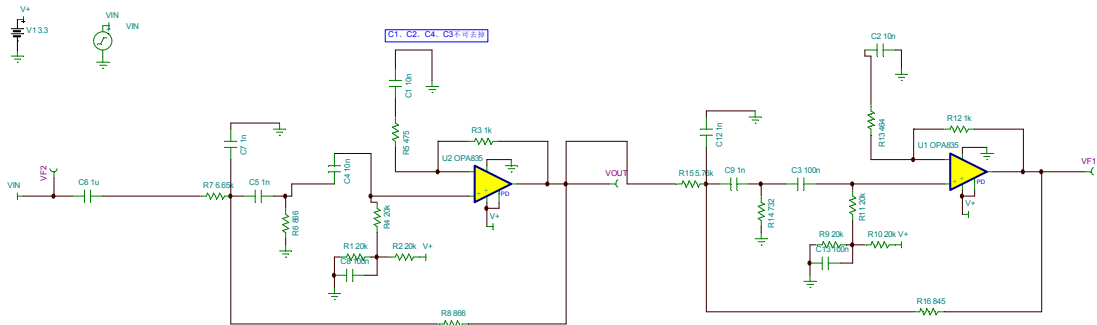 V+
V1 3.3
VIN
VIN
C1、C2、C4、C3不可去掉
C1 10n
R5 475
R3 1k
U2 OPA835
PD
V+
C7 1n
VIN
VF2
C6 1u
R7 6.65k
C5 1n
R6 866
C4 10n
R4 20k
R1 20k
R2 20k
V+
R8 866
VOUT
R15 5.76k
C12 1n
C9 1n
R14 732
C3 100n
C2 10n
R13 464
R12 1k
U1 OPA835
PD
V+
VF1
R11 20k
R9 20k
R10 20k
V+
C13 100n
R16 845